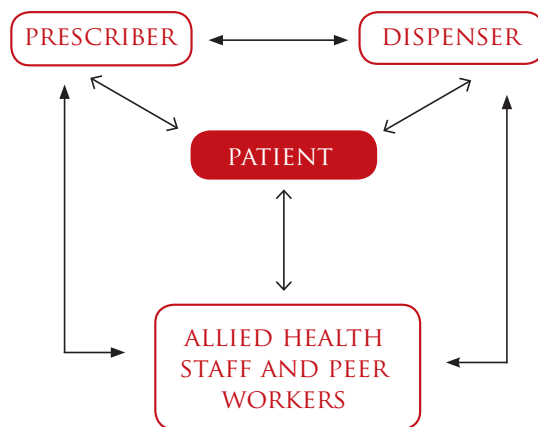 PRESCRIBER
DISPENSER
PATIENT
ALLIED HEALTH
STAFF AND PEER
WORKERS